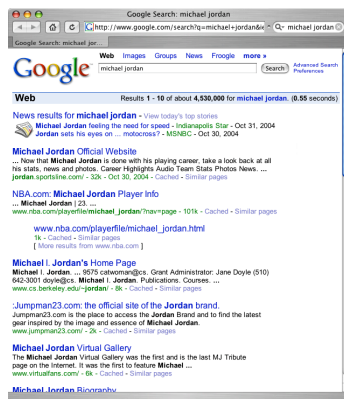 Google Search: michael jordan
http://www.google.com/search?q=michael+jordan&ie
Q- michael jordan
Google Search: michael jor...
Web Images Groups News Froogle more »
Google
michael jordan
Search
Advanced Search
Preferences
Web Results 1 - 10 of about 4,530,000 for michael jordan. (0.55 seconds)
News results for michael jordan - View today's top stories
Michael Jordan feeling the need for speed - Indianapolis Star - Oct 31, 2004
Jordan sets his eyes on ... motocross? - MSNBC - Oct 30, 2004
Michael Jordan Official Website
... Now that Michael Jordan is done with his playing career, take a look back at all
his stats, news and photos. Career Highlights Audio Team Stats Photos News. ...
jordan.sportsline.com/ - 32k - Oct 30, 2004 - Cached - Similar pages
NBA.com: Michael Jordan Player Info
... Michael Jordan | 23. ...
www.nba.com/playerfile/michael_jordan/?nav=page - 101k - Cached - Similar pages
www.nba.com/playerfile/michael_jordan.html
1k - Cached - Similar pages
[ More results from www.nba.com ]
Michael I. Jordan's Home Page
Michael I. Jordan. ... 9575 catwoman@cs. Grant Administrator: Jane Doyle (510)
642-3001 doyle@cs. Michael I. Jordan. Publications. Courses. ...
www.cs.berkeley.edu/~jordan/ - 8k - Cached - Similar pages
:Jumpman23.com: the official site of the Jordan brand.
Jumpman23.com is the place to access the Jordan Brand and to find the latest
gear inspired by the image and essence of Michael Jordan.
www.jumpman23.com/ - 2k - Cached - Similar pages
Michael Jordan Virtual Gallery
The Michael Jordan Virtual Gallery was the first and is the last MJ Tribute
page on the Internet. It was the first to feature Michael ...
www.virtualfans.com/ - 6k - Cached - Similar pages
Michael Jordan Biography